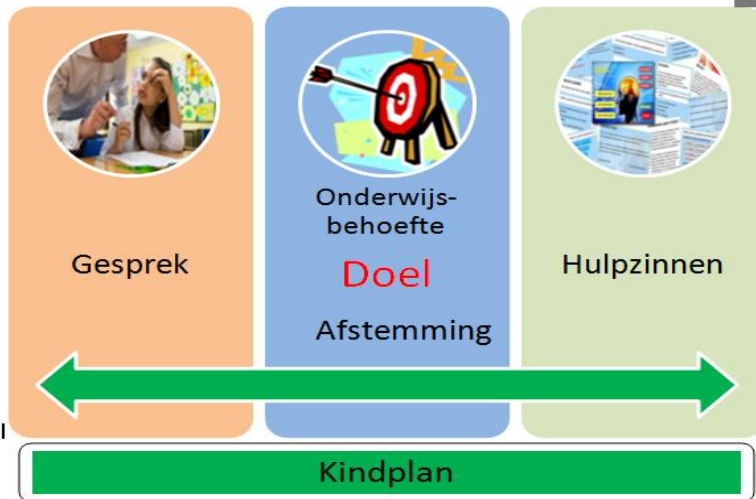 Gesprek
Onderwijs-
behoefte
Doel
Afstemming
Hulpzinnen
l
Kindplan